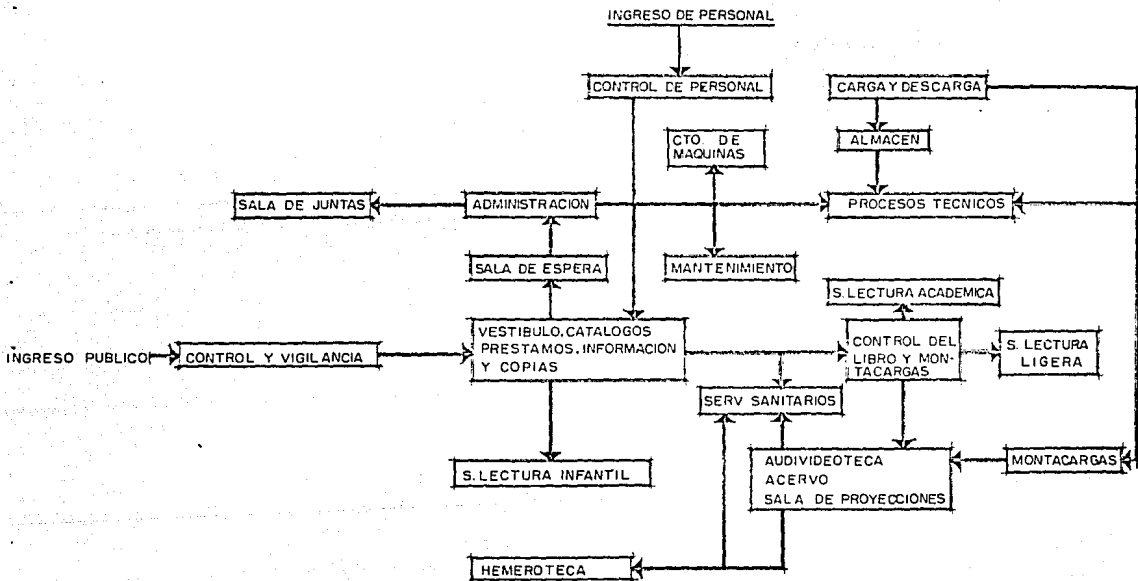 INGRESO DE PERSONAL
CONTROL DE PERSONAL
CARGA Y DESCARGA
CTO. DE
MAQUINAS
ALMACEN
SALA DE JUNTAS
ADMINISTRACION
PROCESOS TECNICOS
SALA DE ESPERA
MANTENIMIENTO
S. LECTURA ACADEMICA
VESTIBULO, CATALOGOS
PRESTAMOS, INFORMACION
Y COPIAS
CONTROL DEL
LIBRO Y MON-
TACARGAS
S. LECTURA
LIGERA
INGRESO PUBLICO
CONTROL Y VIGILANCIA
SERV SANITARIOS
S. LECTURA INFANTIL
AUDIVIDEOTECA
ACERVO
SALA DE PROYECCIONES
MONTACARGAS
HEMEROTECA